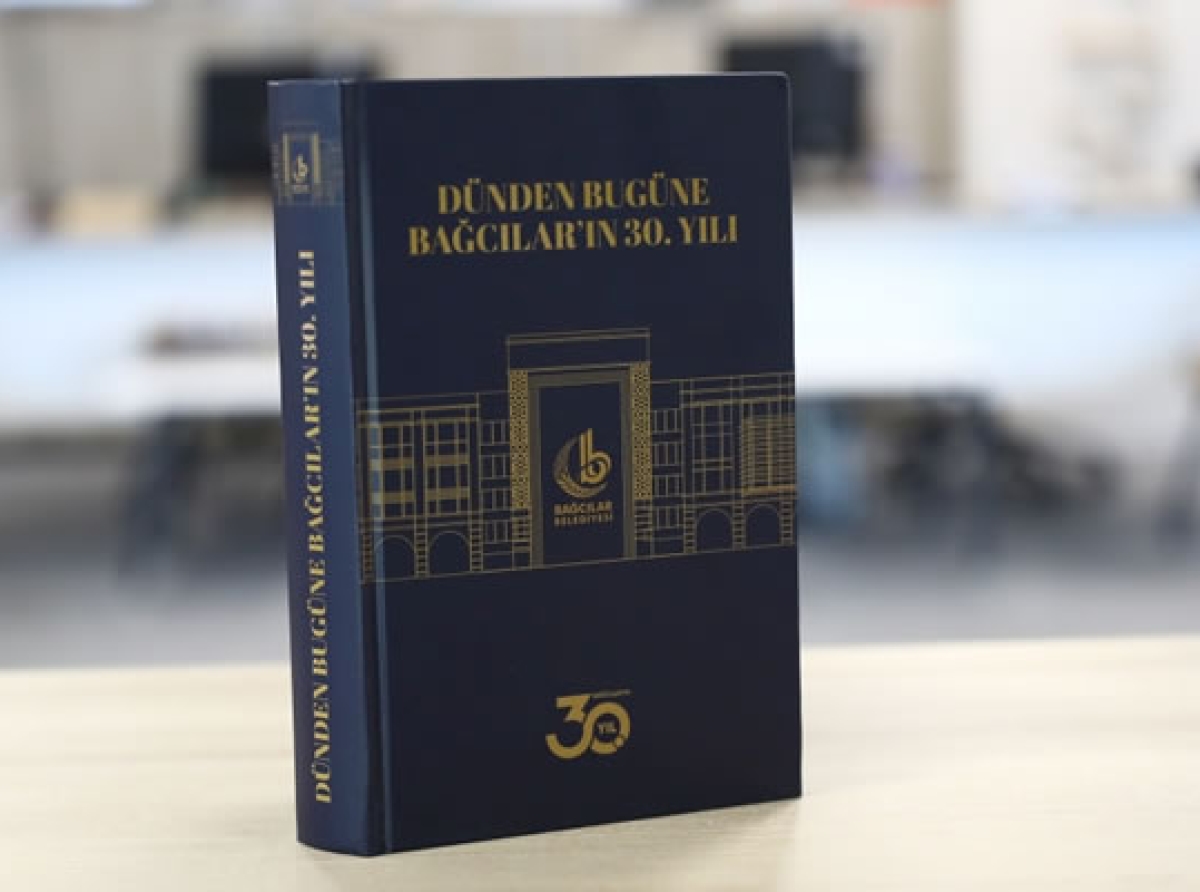 DÜNDEN BUGÜNE
BAĞCILAR'IN 30. YILI
DÜNDEN BUGÜNE BAĞCILAR'IN 30. YILI
BAĞCILAR
BELEDİYESİ
30
YIL